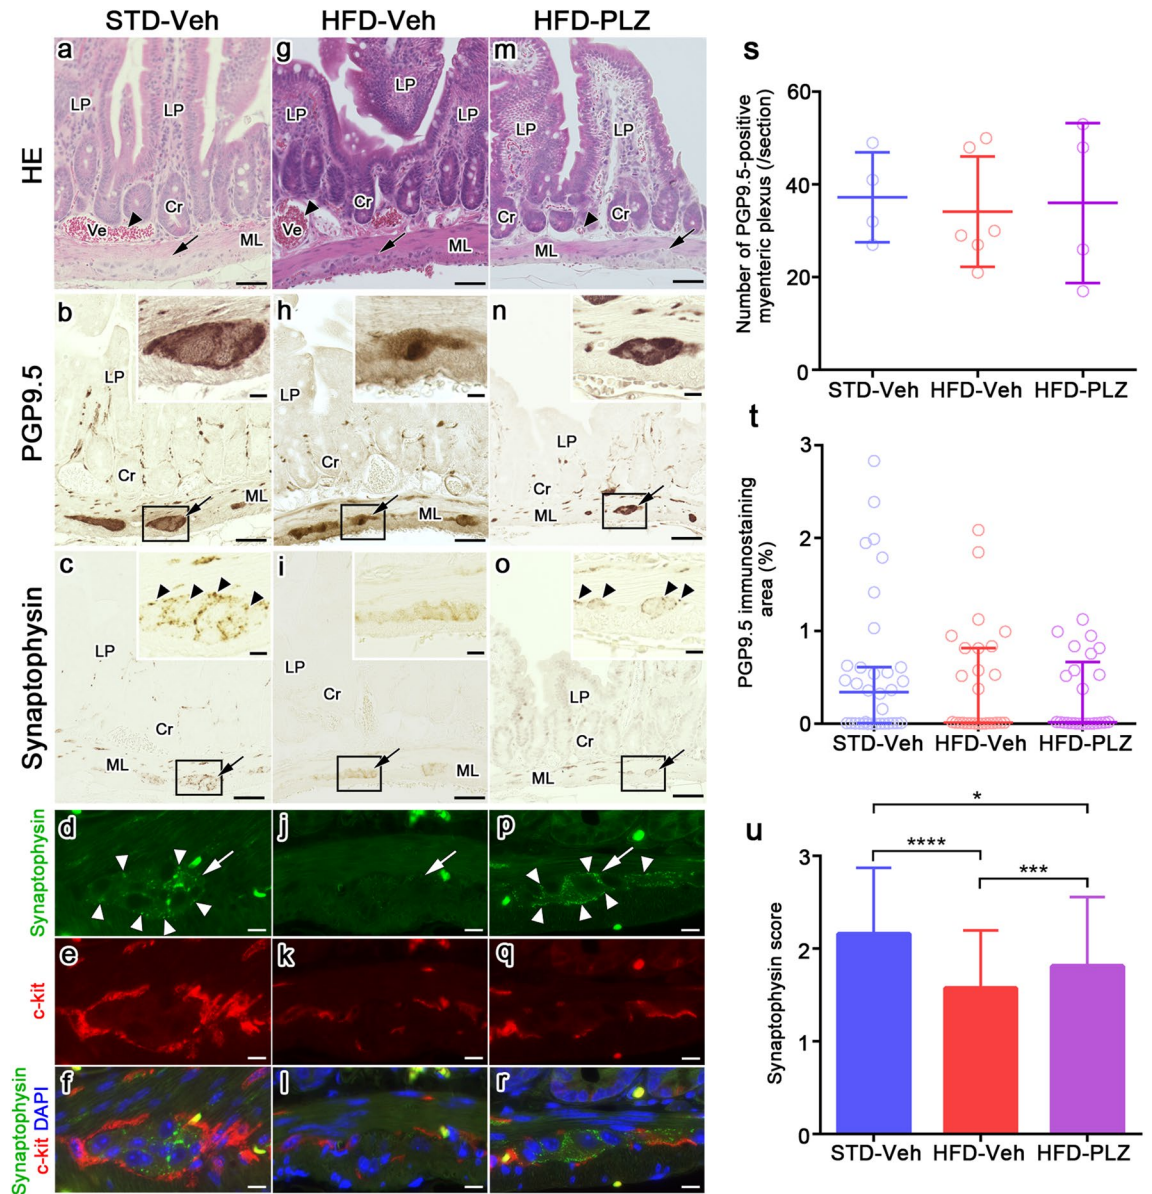 STD-Veh HFD-Veh HFD-PLZ
HE
a
LP
LP
Ve
Cr
ML
g
LP
LP
LP
Ve
Cr
ML
m
LP
LP
Cr
Cr
ML
PGP9.5
b
LP
Cr
ML
h
LP
Cr
ML
n
LP
Cr
ML
Synaptophysin
c
LP
Cr
ML
i
LP
Cr
ML
o
LP
Cr
ML
Synaptophysin
d
j
p
c-kit
e
k
q
Synaptophysin
c-kit DAPI
f
l
r
s
Number of PGP9.5-positive
myenteric plexus (/section)
60
40
20
0
STD-Veh HFD-Veh HFD-PLZ
t
PGP9.5 immunostaining
area (%)
3
2
1
0
STD-Veh HFD-Veh HFD-PLZ
u
*
****
***
Synaptophysin score
3
2
1
0
STD-Veh HFD-Veh HFD-PLZ